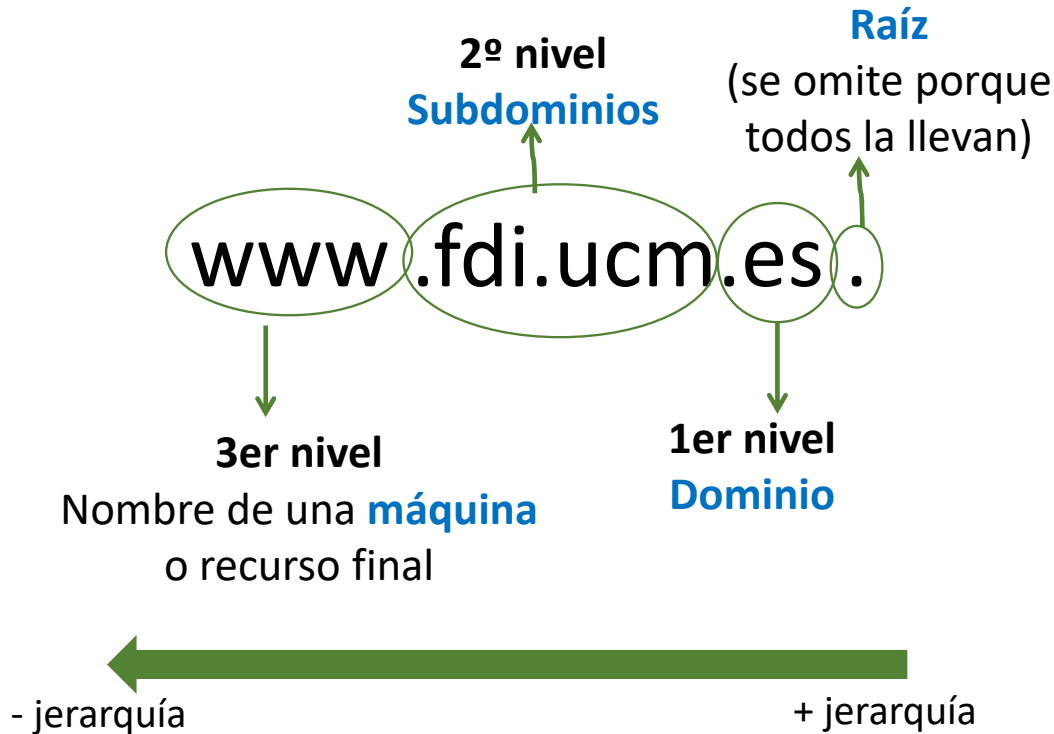 Raíz
(se omite porque
todos la llevan)
2º nivel
Subdominios
www .fdi.ucm.es .
3er nivel
Nombre de una máquina
o recurso final
1er nivel
Dominio
- jerarquía
+ jerarquía